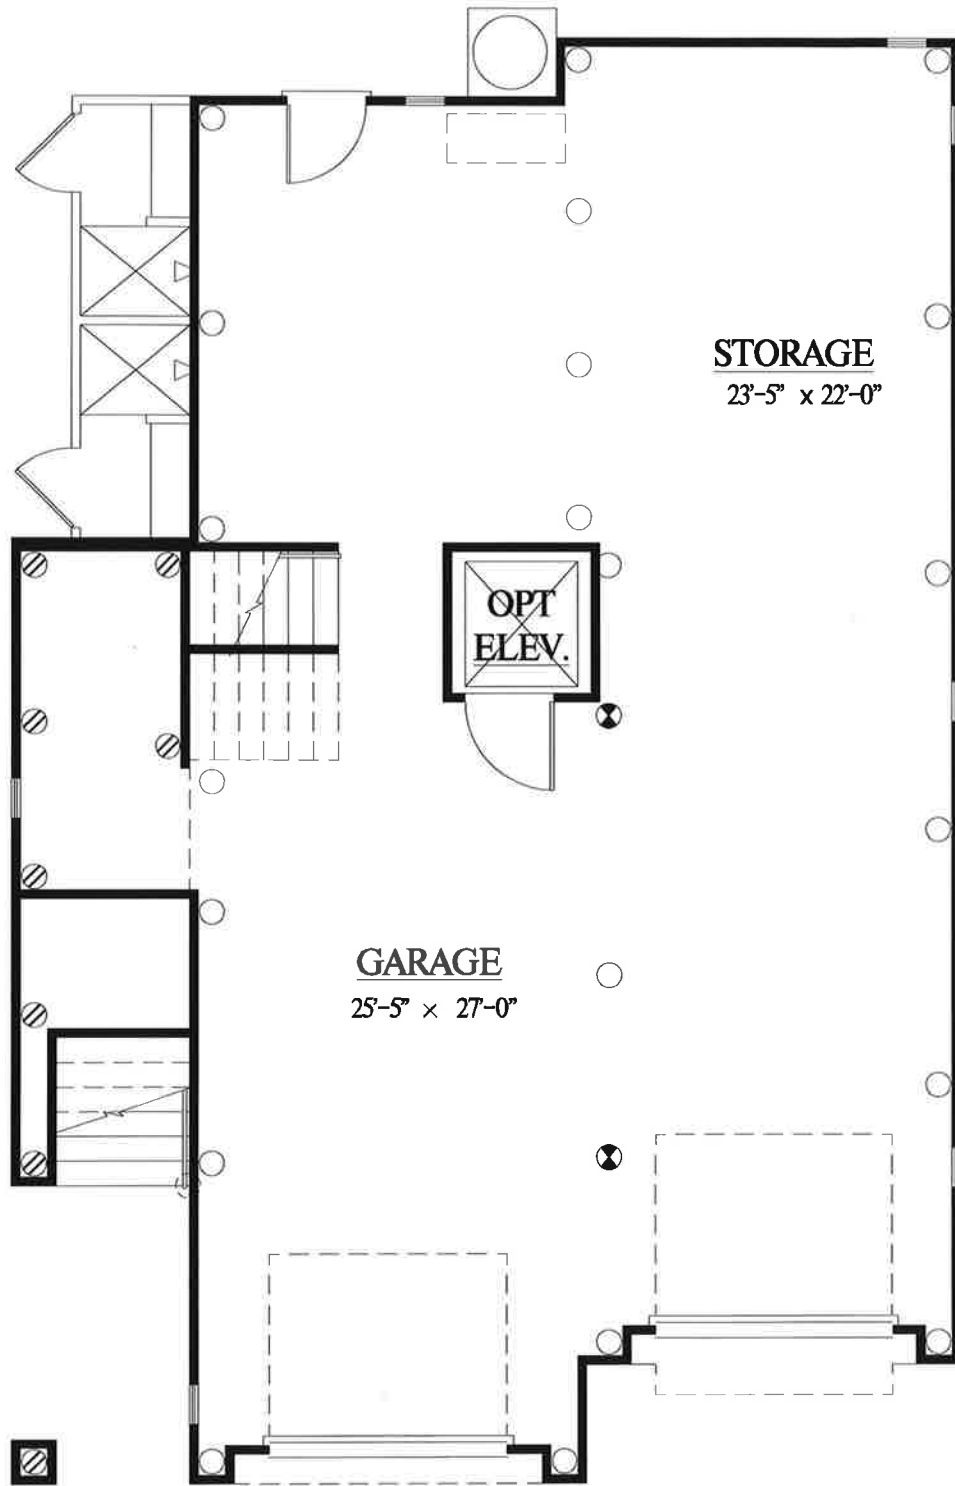 STORAGE
23'-5" x 22'-0"
OPT
ELEV.
GARAGE
25'-5" x 27'-0"